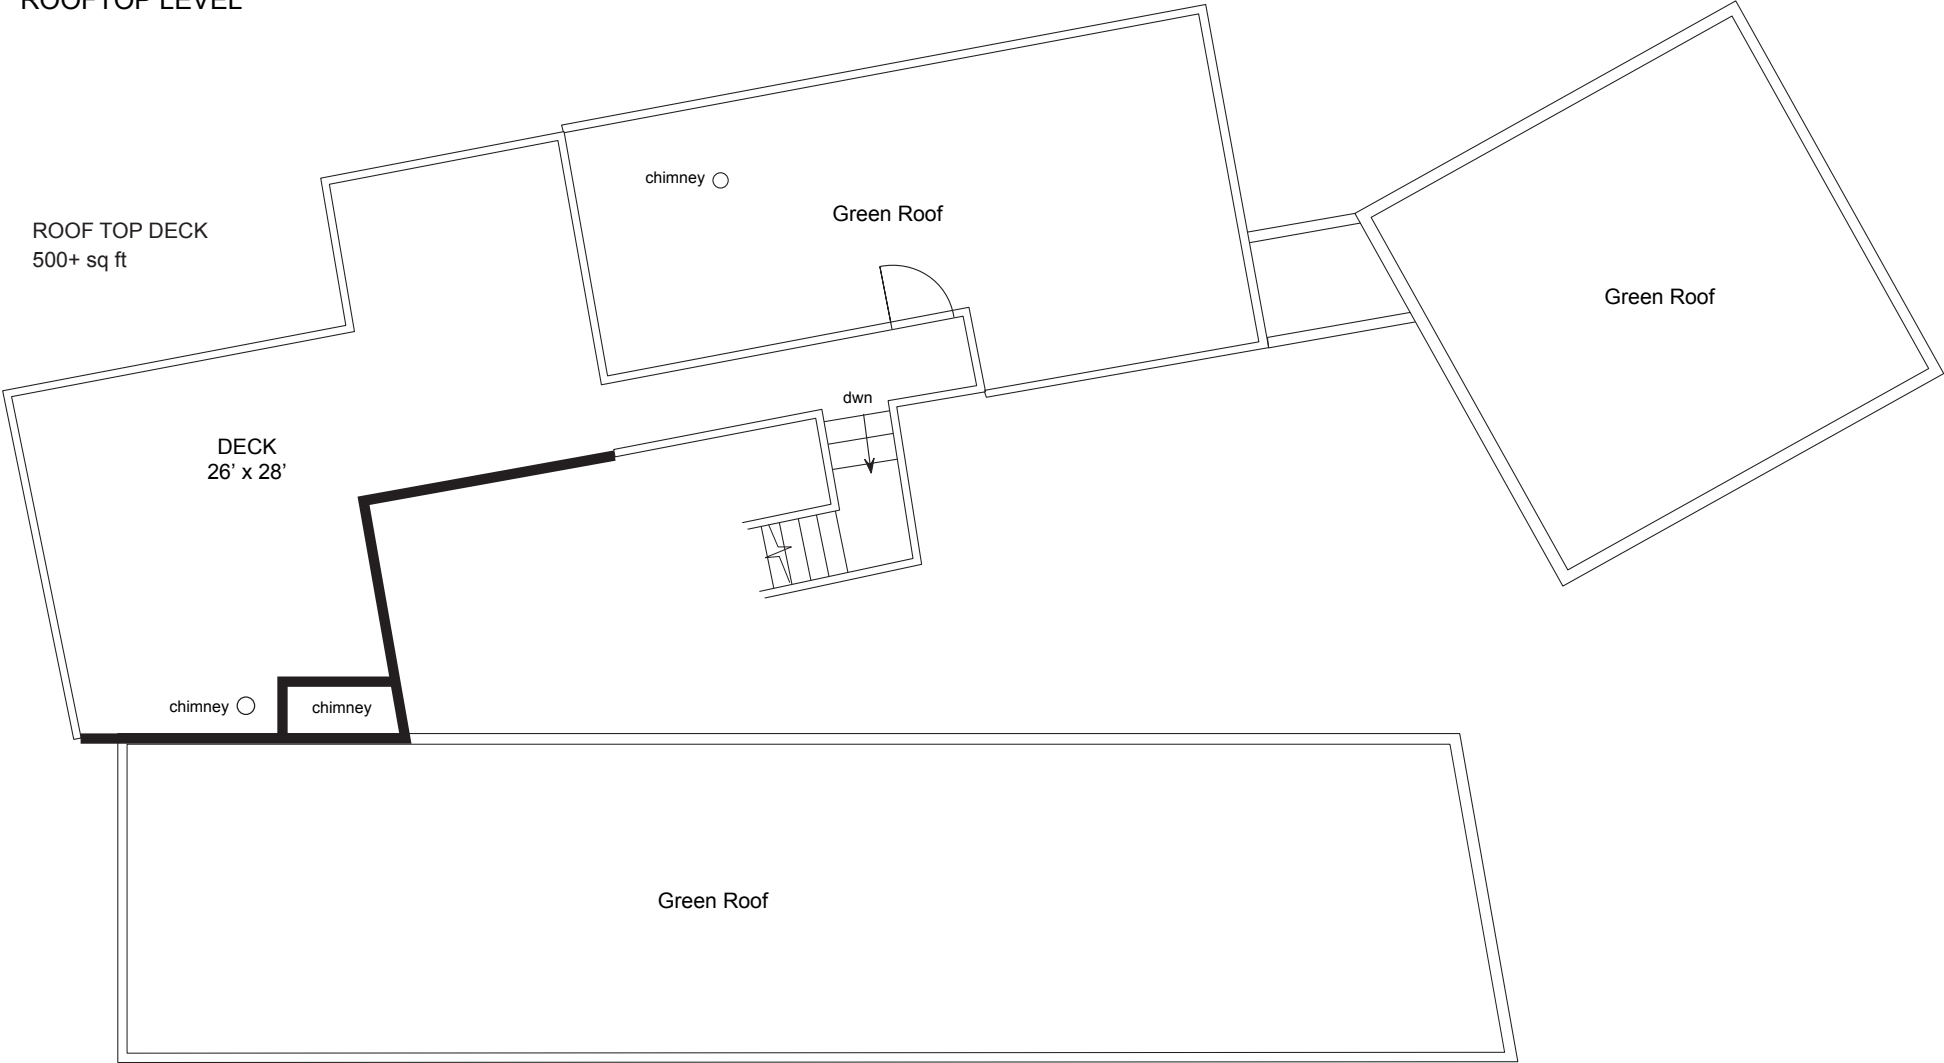 ROOFTOP LEVEL
chimney
Green Roof
ROOF TOP DECK
500+ sq ft
Green Roof
dwn
DECK
26’ x 28’
chimney
chimney
Green Roof